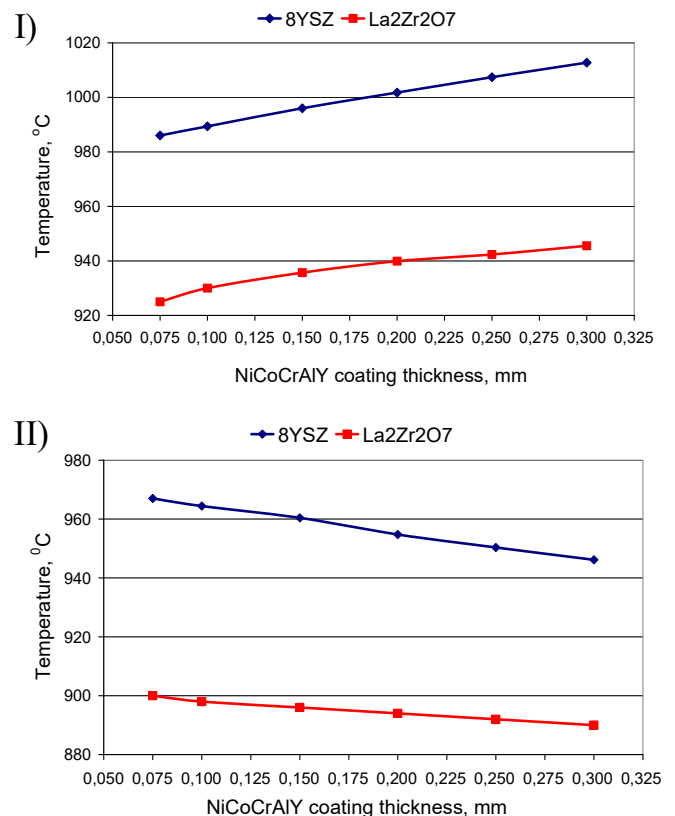 I)
8YSZ La2Zr2O7
Temperature, °C
1040
1020
1000
980
960
940
920
0,050 0,075 0,100 0,125 0,150 0,175 0,200 0,225 0,250 0,275 0,300 0,325
NiCoCrAlY coating thickness, mm
II)
8YSZ La2Zr2O7
Temperature, ⁰C
980
960
940
920
900
880
0,050 0,075 0,100 0,125 0,150 0,175 0,200 0,225 0,250 0,275 0,300 0,325
NiCoCrAlY coating thickness, mm